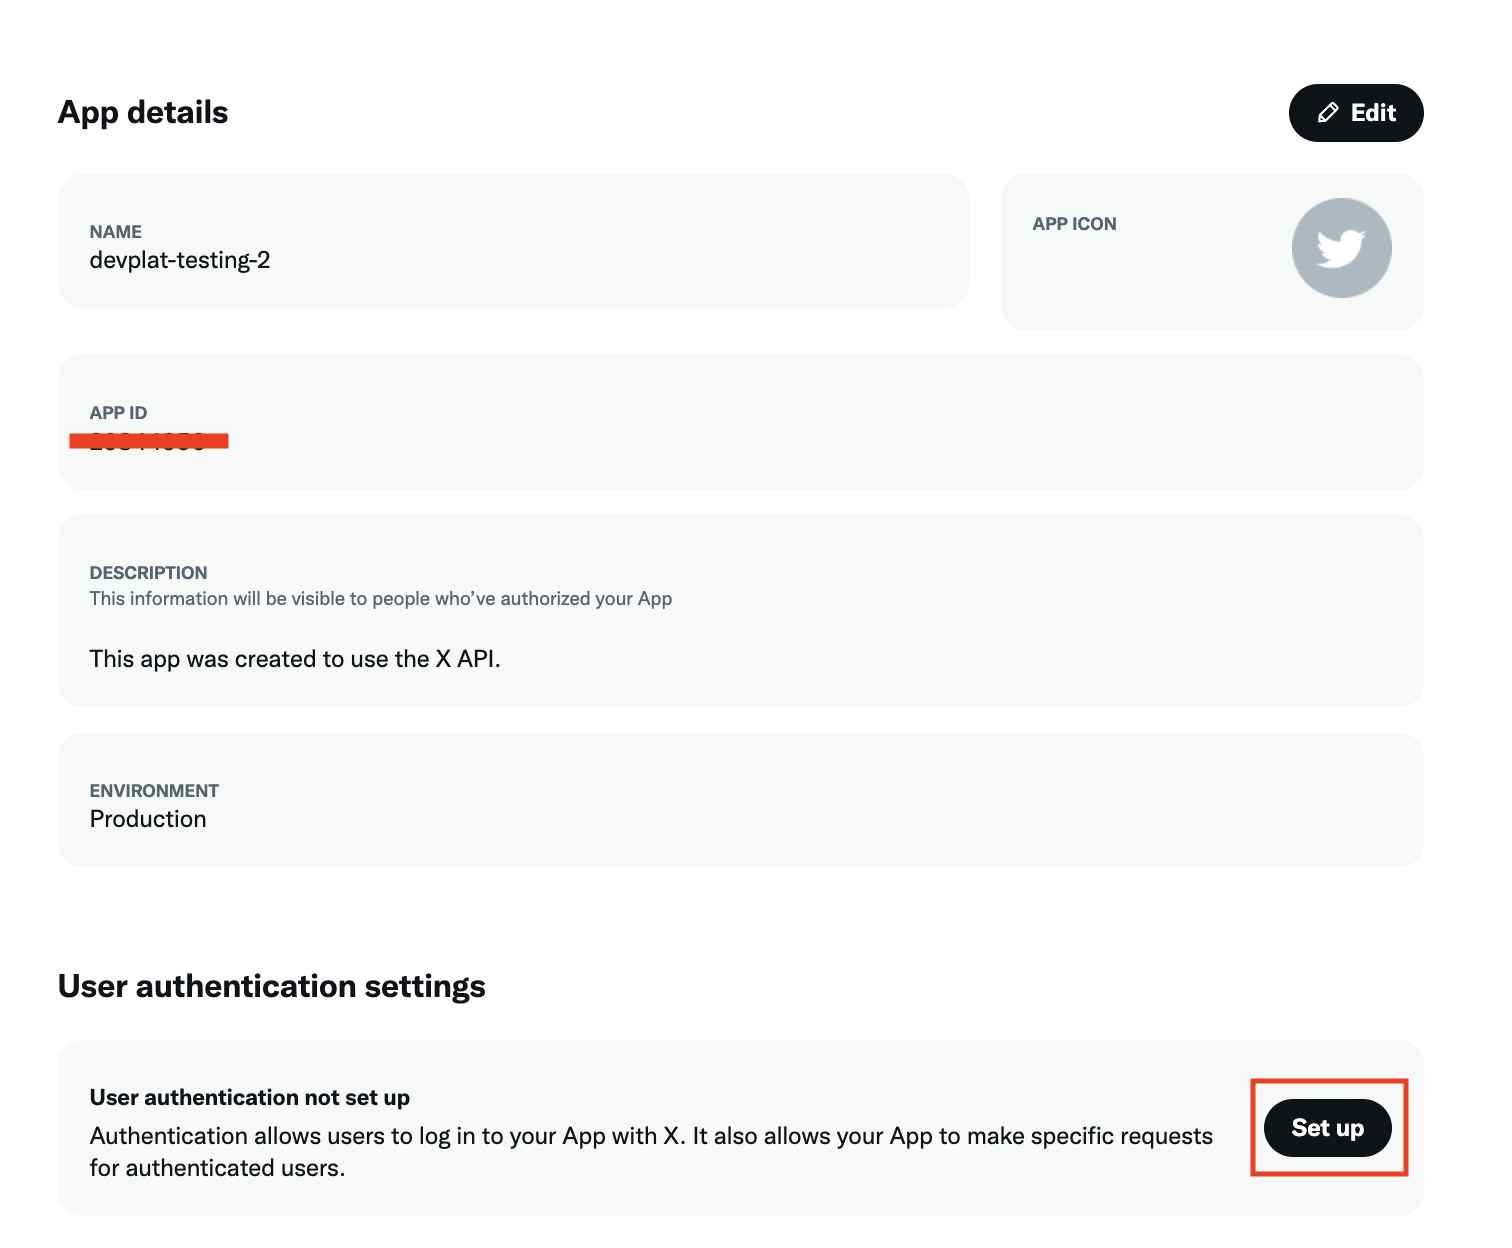 App details
Edit
NAME
devplat-testing-2
APP ICON
APP ID
DESCRIPTION
This information will be visible to people who’ve authorized your App
This app was created to use the X API.
ENVIRONMENT
Production
User authentication settings
User authentication not set up
Authentication allows users to log in to your App with X. It also allows your App to make specific requests
for authenticated users.
Set up